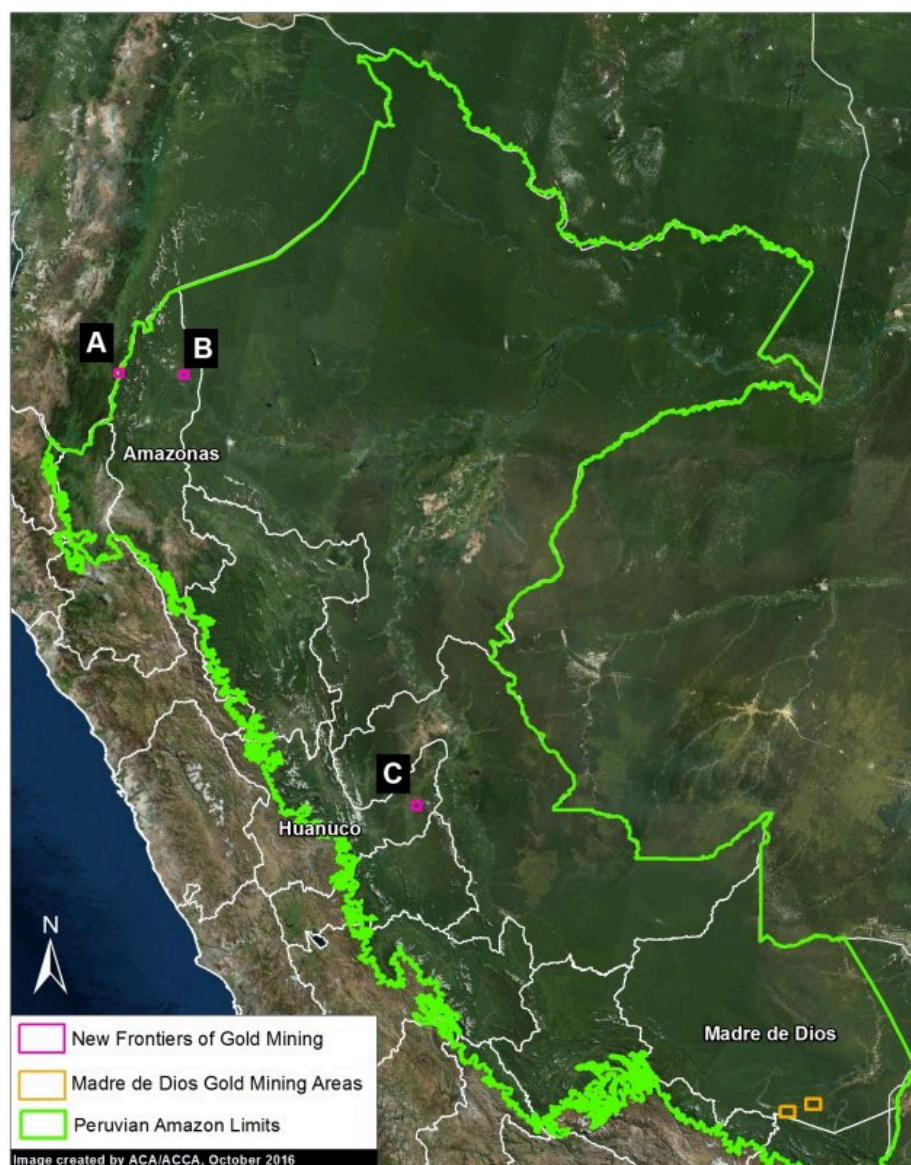 A
B
Amazonas
C
Huanuco
N
Madre de Dios
New Frontiers of Gold Mining
Madre de Dios Gold Mining Areas
Peruvian Amazon Limits
Image created by ACA/ACCA, October 2016